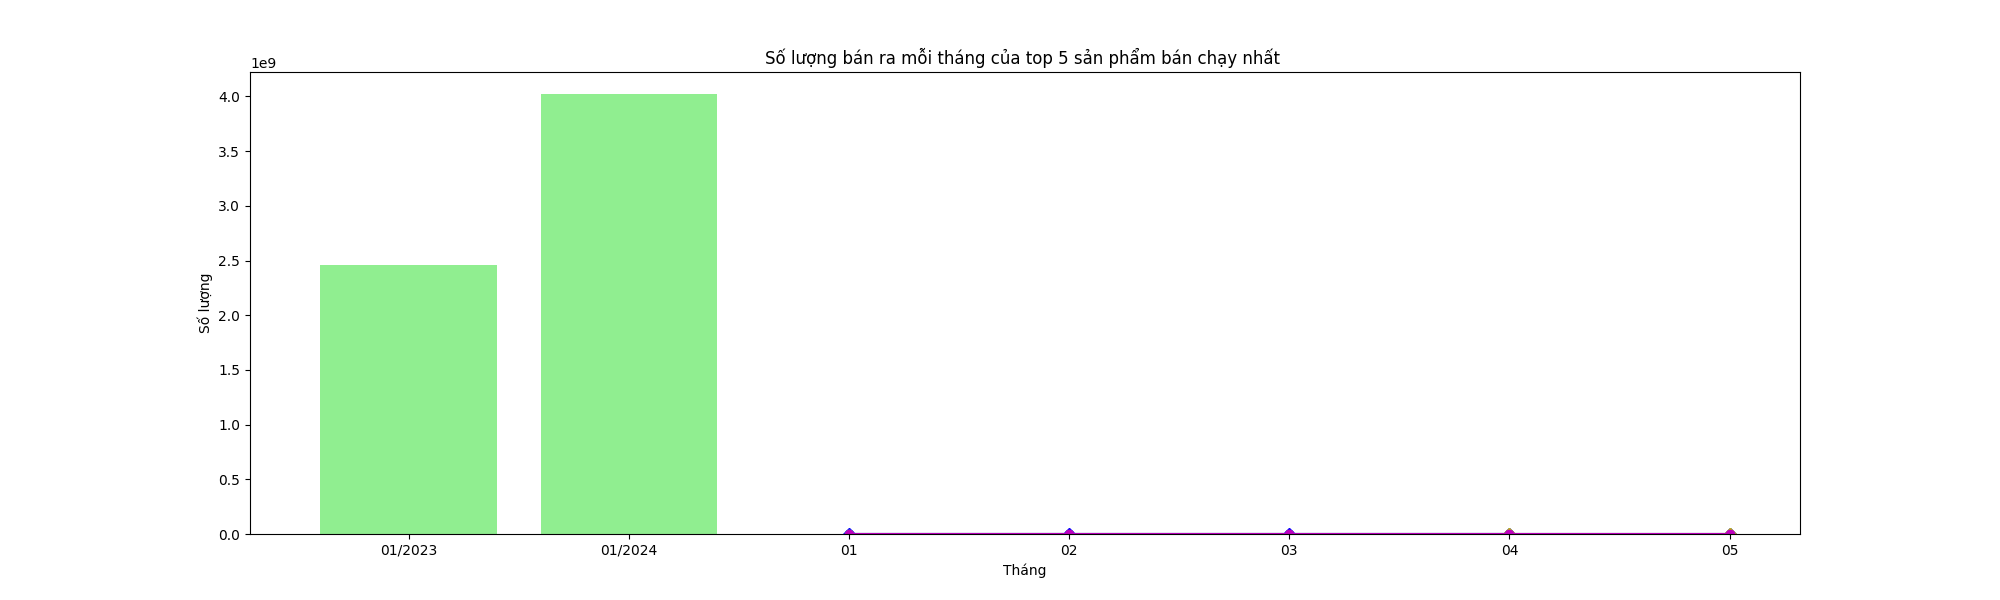 Số lượng bán ra mỗi tháng của top 5 sản phẩm bán chạy nhất
1e9
4.0
3.5
3.0
2.5
2.0
1.5
1.0
0.5
0.0
Số lượng
01/2023 01/2024 01 02 03 04 05
Tháng